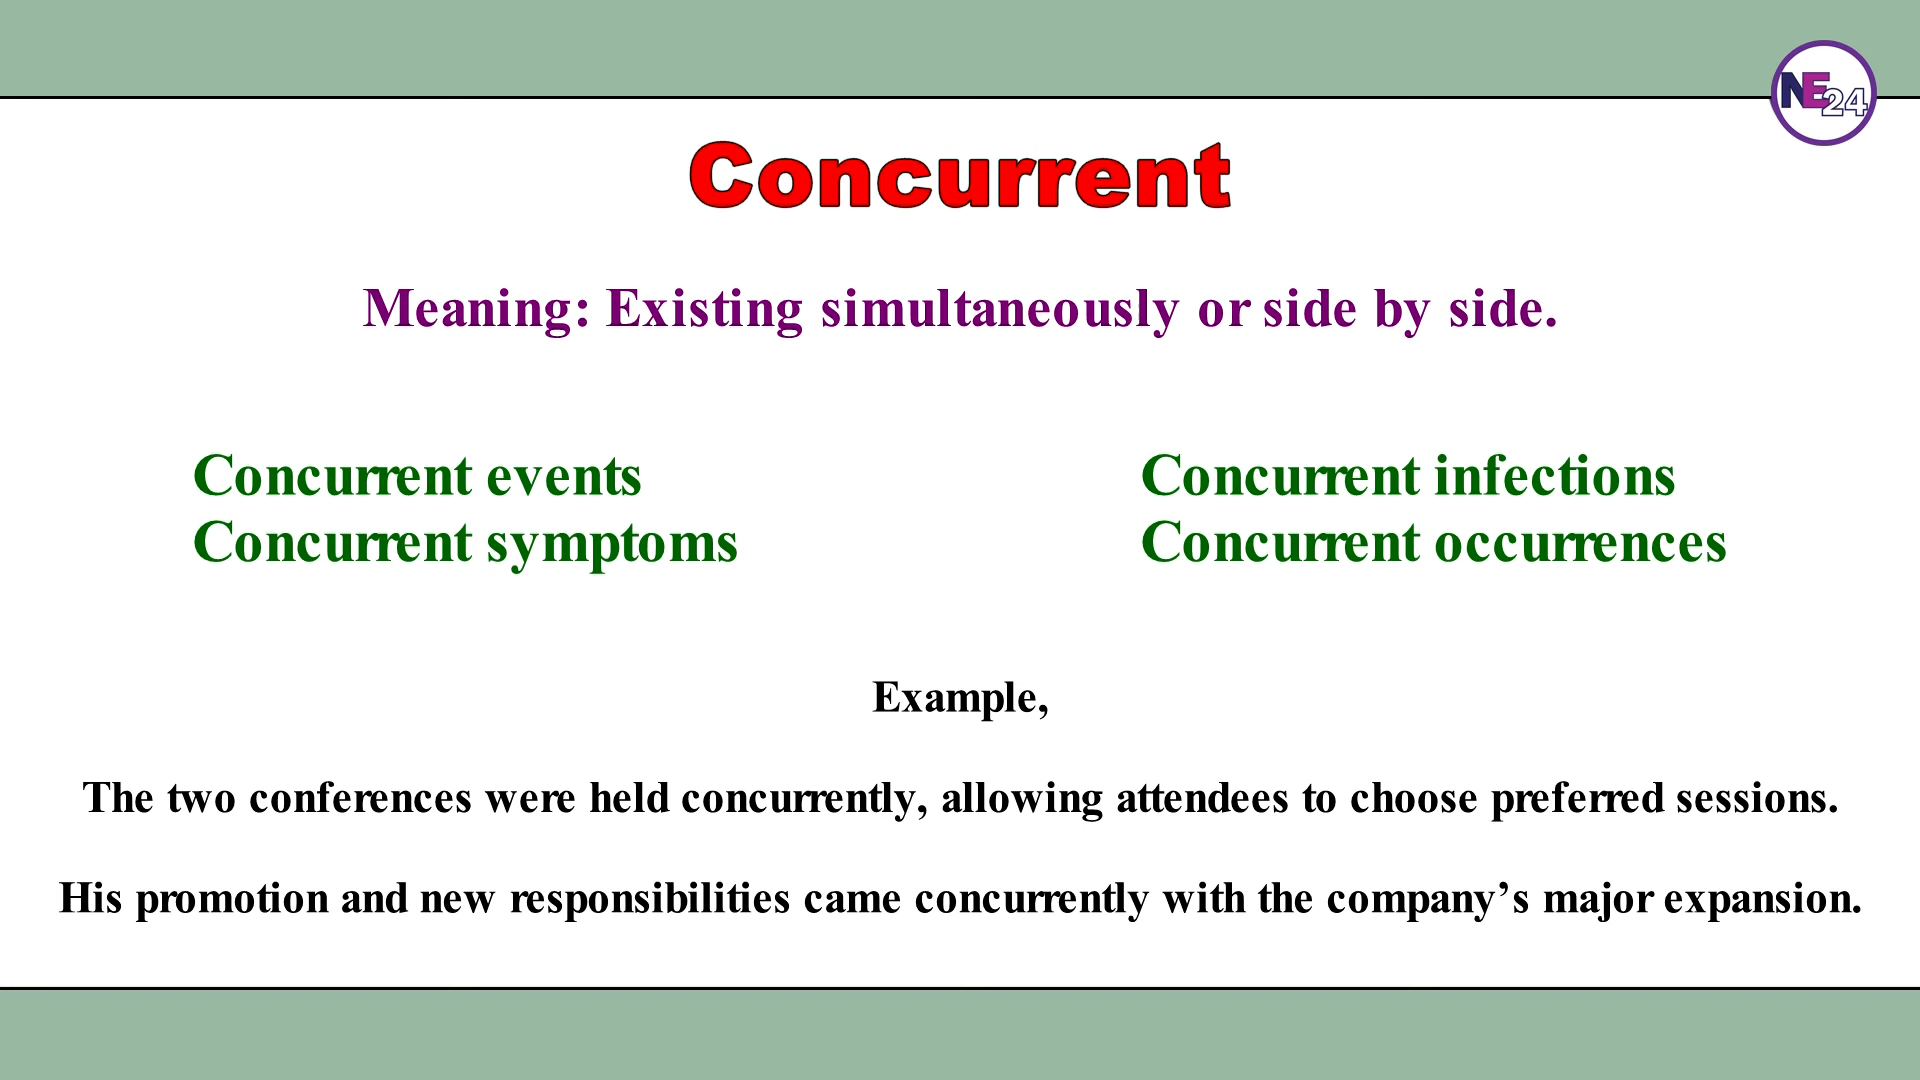 NE24
Concurrent
Meaning: Existing simultaneously or side by side.
Concurrent events
Concurrent symptoms
Concurrent infections
Concurrent occurrences
Example,
The two conferences were held concurrently, allowing attendees to choose preferred sessions.
His promotion and new responsibilities came concurrently with the company’s major expansion.